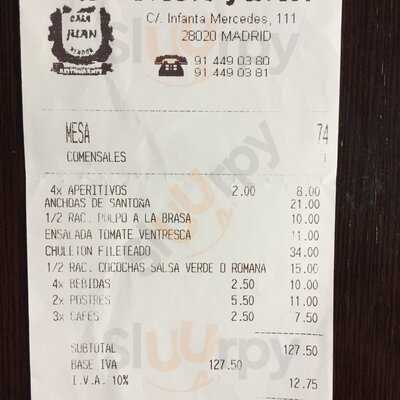 CASA
JUAN
RESTAURANTE
C/. Infanta Mercedes, 111
28020 MADRID
91 449 03 80
91 449 03 81
MESA 74
COMENSALES
4x APERITIVOS 2.00 8.00
ANCHOAS DE SANTOÑA 21.00
1/2 RAC. PULPO A LA BRASA 10.00
ENSALADA TOMATE VENTRESCA 11.00
CHULETON FILETEADO 34.00
1/2 RAC. COCOCHAS SALSA VERDE O ROMANA 15.00
4x BEBIDAS 2.50 10.00
2x POSTRES 5.50 11.00
3x CAFES 2.50 7.50
SUBTOTAL 127.50
BASE IVA 127.50
I.V.A. 10% 12.75
sluurpy
sluurpy